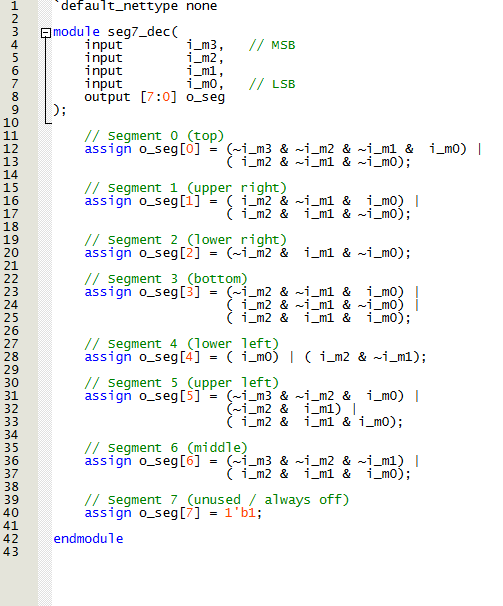 1 `default_nettype none
2
3 module seg7_dec(
4     input        i_m3,   // MSB
5     input        i_m2,
6     input        i_m1,
7     input        i_m0,   // LSB
8     output [7:0] o_seg
9 );
10
11     // Segment 0 (top)
12     assign o_seg[0] = (~i_m3 & ~i_m2 & ~i_m1 &  i_m0) |
13                       ( i_m2 & ~i_m1 & ~i_m0);
14
15     // Segment 1 (upper right)
16     assign o_seg[1] = ( i_m2 & ~i_m1 &  i_m0) |
17                       ( i_m2 &  i_m1 & ~i_m0);
18
19     // Segment 2 (lower right)
20     assign o_seg[2] = (~i_m2 &  i_m1 & ~i_m0);
21
22     // Segment 3 (bottom)
23     assign o_seg[3] = (~i_m2 & ~i_m1 &  i_m0) |
24                       ( i_m2 & ~i_m1 & ~i_m0) |
25                       ( i_m2 &  i_m1 &  i_m0);
26
27     // Segment 4 (lower left)
28     assign o_seg[4] = ( i_m0) | ( i_m2 & ~i_m1);
29
30     // Segment 5 (upper left)
31     assign o_seg[5] = (~i_m3 & ~i_m2 &  i_m0) |
32                       (~i_m2 &  i_m1) |
33                       ( i_m2 &  i_m1 & i_m0);
34
35     // Segment 6 (middle)
36     assign o_seg[6] = (~i_m3 & ~i_m2 & ~i_m1) |
37                       ( i_m2 &  i_m1 &  i_m0);
38
39     // Segment 7 (unused / always off)
40     assign o_seg[7] = 1'b1;
41
42 endmodule
43